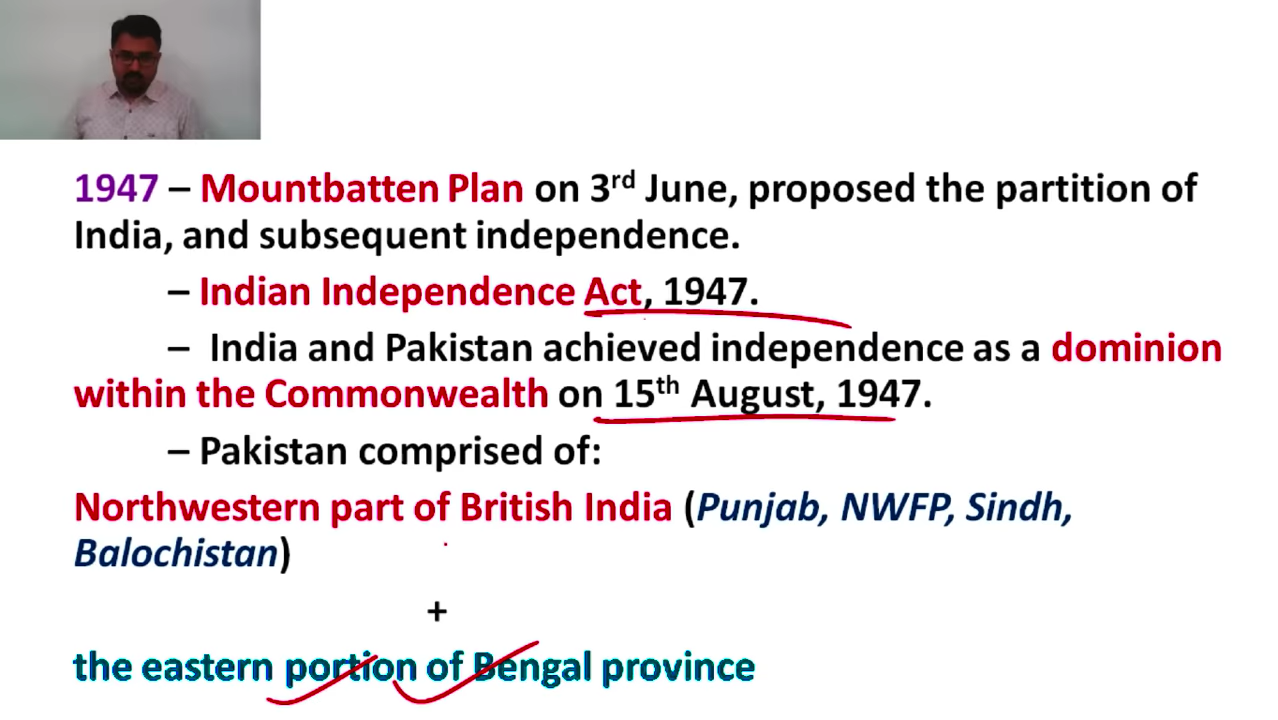 1947 – Mountbatten Plan on 3rd June, proposed the partition of
India, and subsequent independence.
– Indian Independence Act, 1947.
– India and Pakistan achieved independence as a dominion
within the Commonwealth on 15th August, 1947.
– Pakistan comprised of:
Northwestern part of British India (Punjab, NWFP, Sindh,
Balochistan)
+
the eastern portion of Bengal province